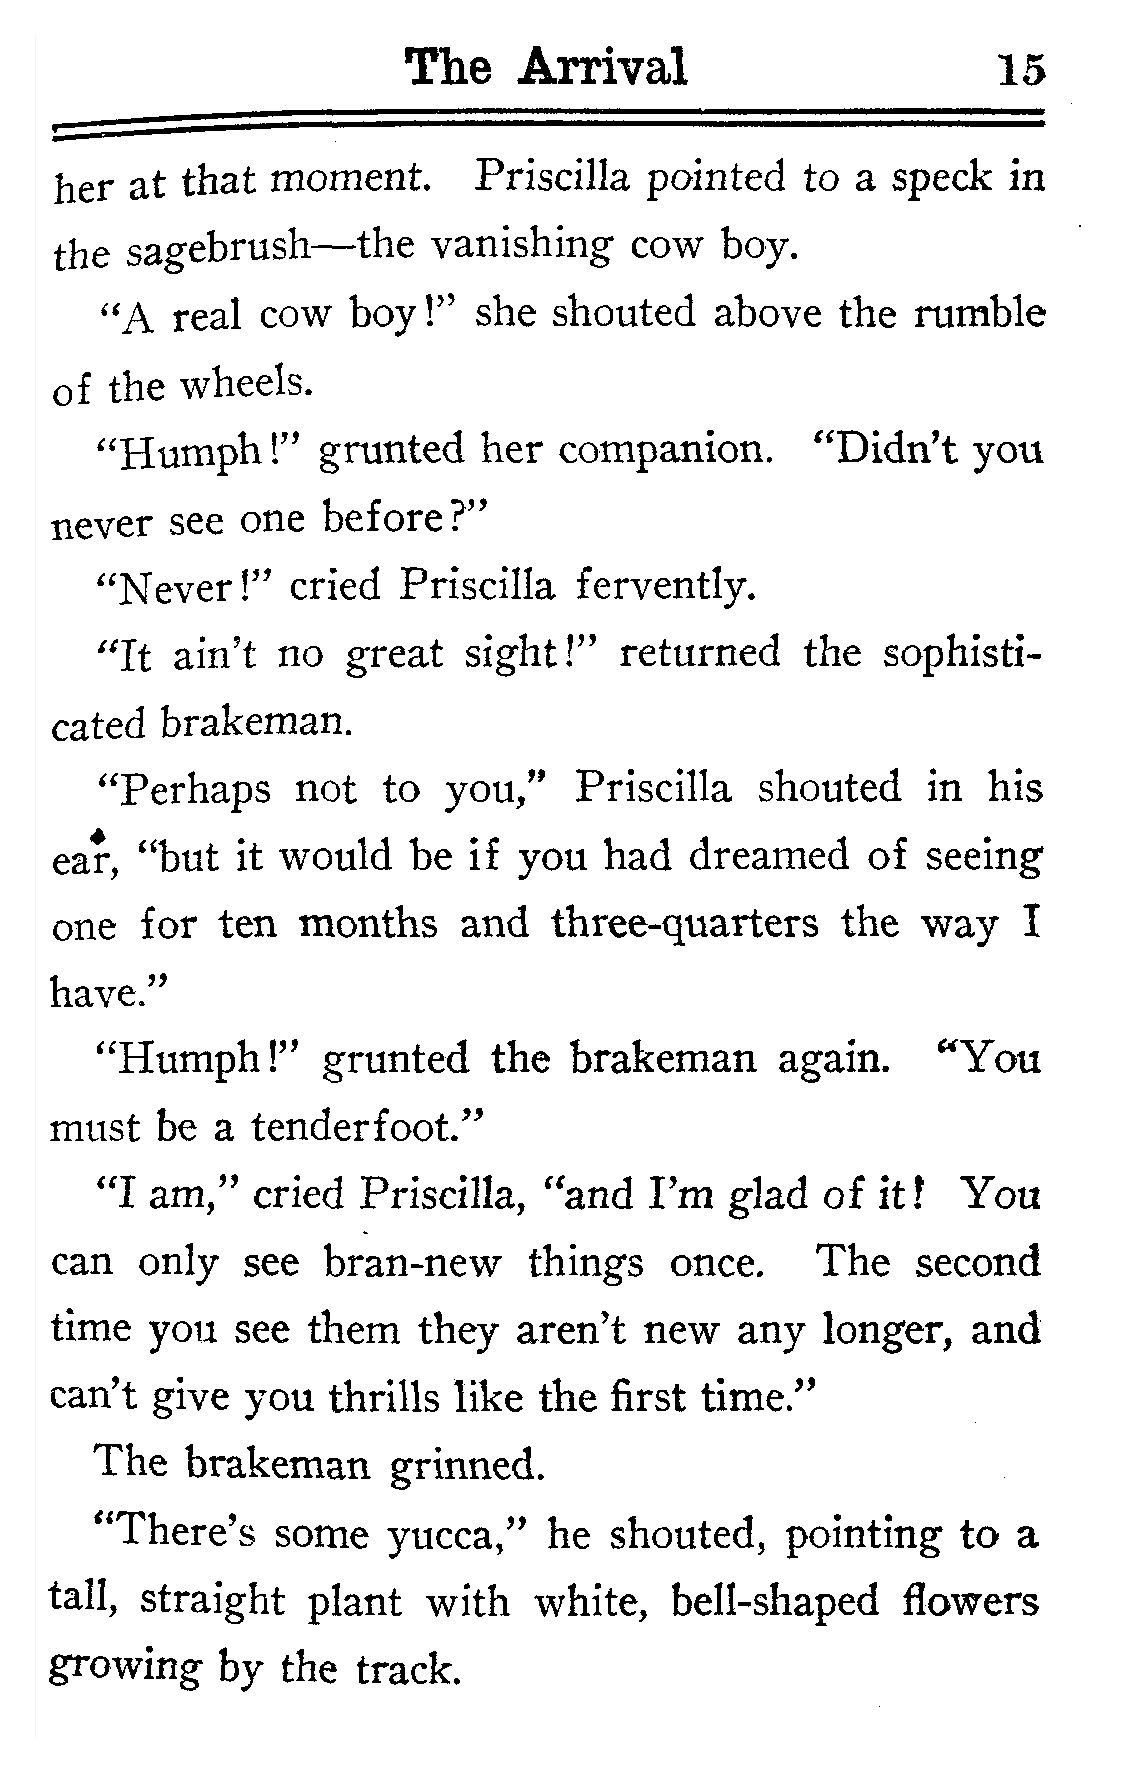 The Arrival 15
her at that moment. Priscilla pointed to a speck in
the sagebrush—the vanishing cow boy.
“A real cow boy!” she shouted above the rumble
of the wheels.
“Humph!” grunted her companion. “Didn’t you
never see one before?”
“Never!” cried Priscilla fervently.
“It ain’t no great sight!” returned the sophisti-
cated brakeman.
“Perhaps not to you,” Priscilla shouted in his
ear, “but it would be if you had dreamed of seeing
one for ten months and three-quarters the way I
have.”
“Humph!” grunted the brakeman again. “You
must be a tenderfoot.”
“I am,” cried Priscilla, “and I’m glad of it! You
can only see bran-new things once. The second
time you see them they aren’t new any longer, and
can’t give you thrills like the first time.”
The brakeman grinned.
“There’s some yucca,” he shouted, pointing to a
tall, straight plant with white, bell-shaped flowers
growing by the track.